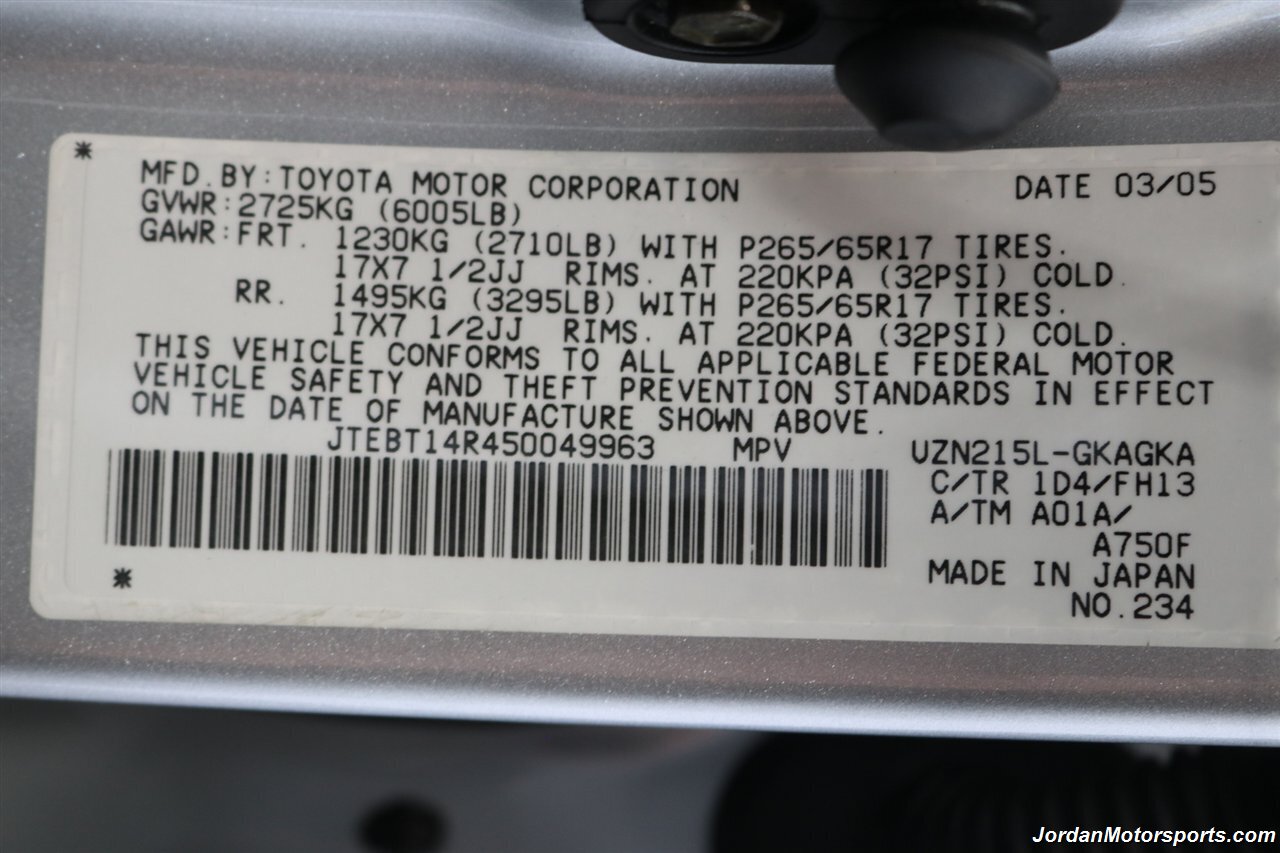 MFD.BY:TOYOTA MOTOR CORPORATION DATE 03/05
GVWR:2725KG (6005LB)
GAWR:FRT. 1230KG (2710LB) WITH P265/65R17 TIRES.
17X7 1/2JJ RIMS. AT 220KPA (32PSI) COLD.
RR. 1495KG (3295LB) WITH P265/65R17 TIRES.
17X7 1/2JJ RIMS. AT 220KPA (32PSI) COLD.
THIS VEHICLE CONFORMS TO ALL APPLICABLE FEDERAL MOTOR
VEHICLE SAFETY AND THEFT PREVENTION STANDARDS IN EFFECT
ON THE DATE OF MANUFACTURE SHOWN ABOVE.
JTEBT14R450049963 MPV UZN215L-GKAGKA
C/TR 1D4/FH13
A/TM A01A/
A750F
MADE IN JAPAN
NO.234
JordanMotorsports.com